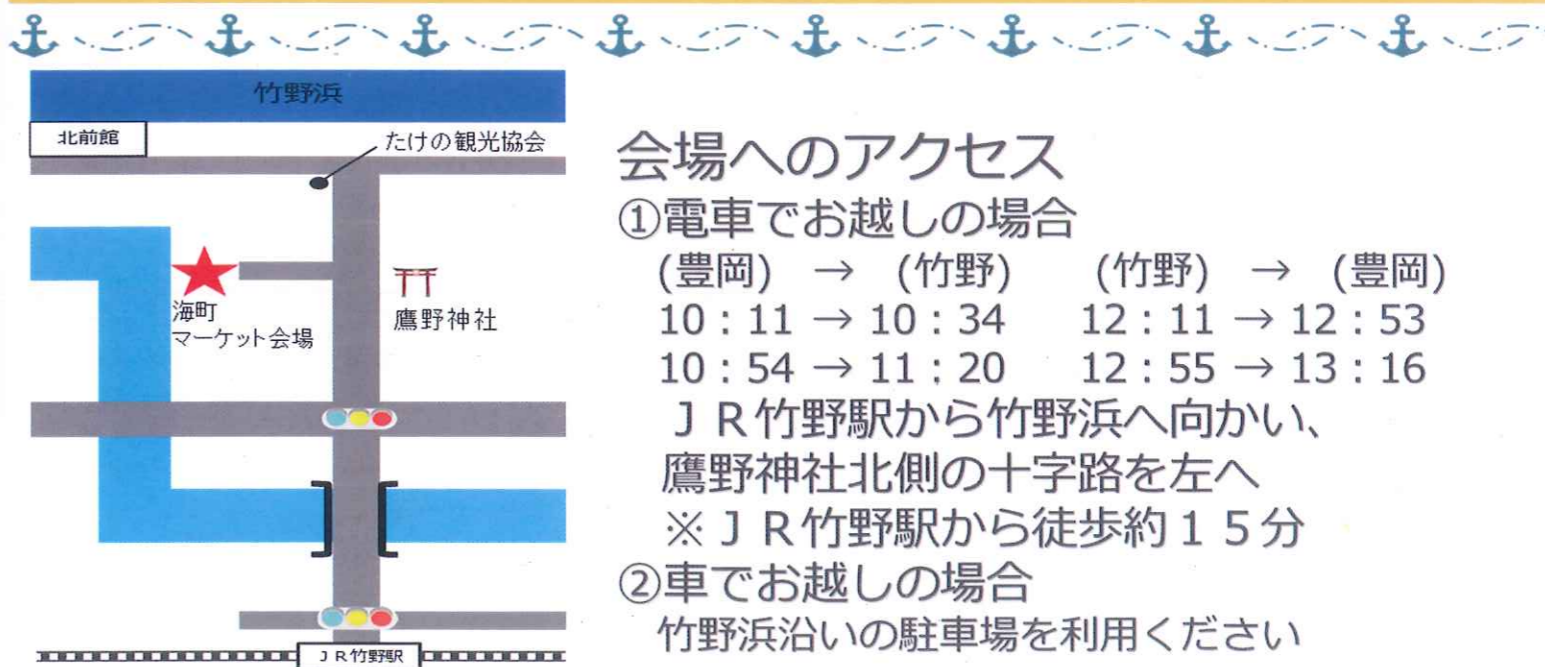 竹野浜
北前館
たけの観光協会
海町
マーケット会場
鷹野神社
ＪＲ竹野駅
会場へのアクセス
①電車でお越しの場合
(豊岡) → (竹野) (竹野) → (豊岡)
10：11 → 10：34 12：11 → 12：53
10：54 → 11：20 12：55 → 13：16
ＪＲ竹野駅から竹野浜へ向かい、
鷹野神社北側の十字路を左へ
※ＪＲ竹野駅から徒歩約１５分
②車でお越しの場合
竹野浜沿いの駐車場を利用ください